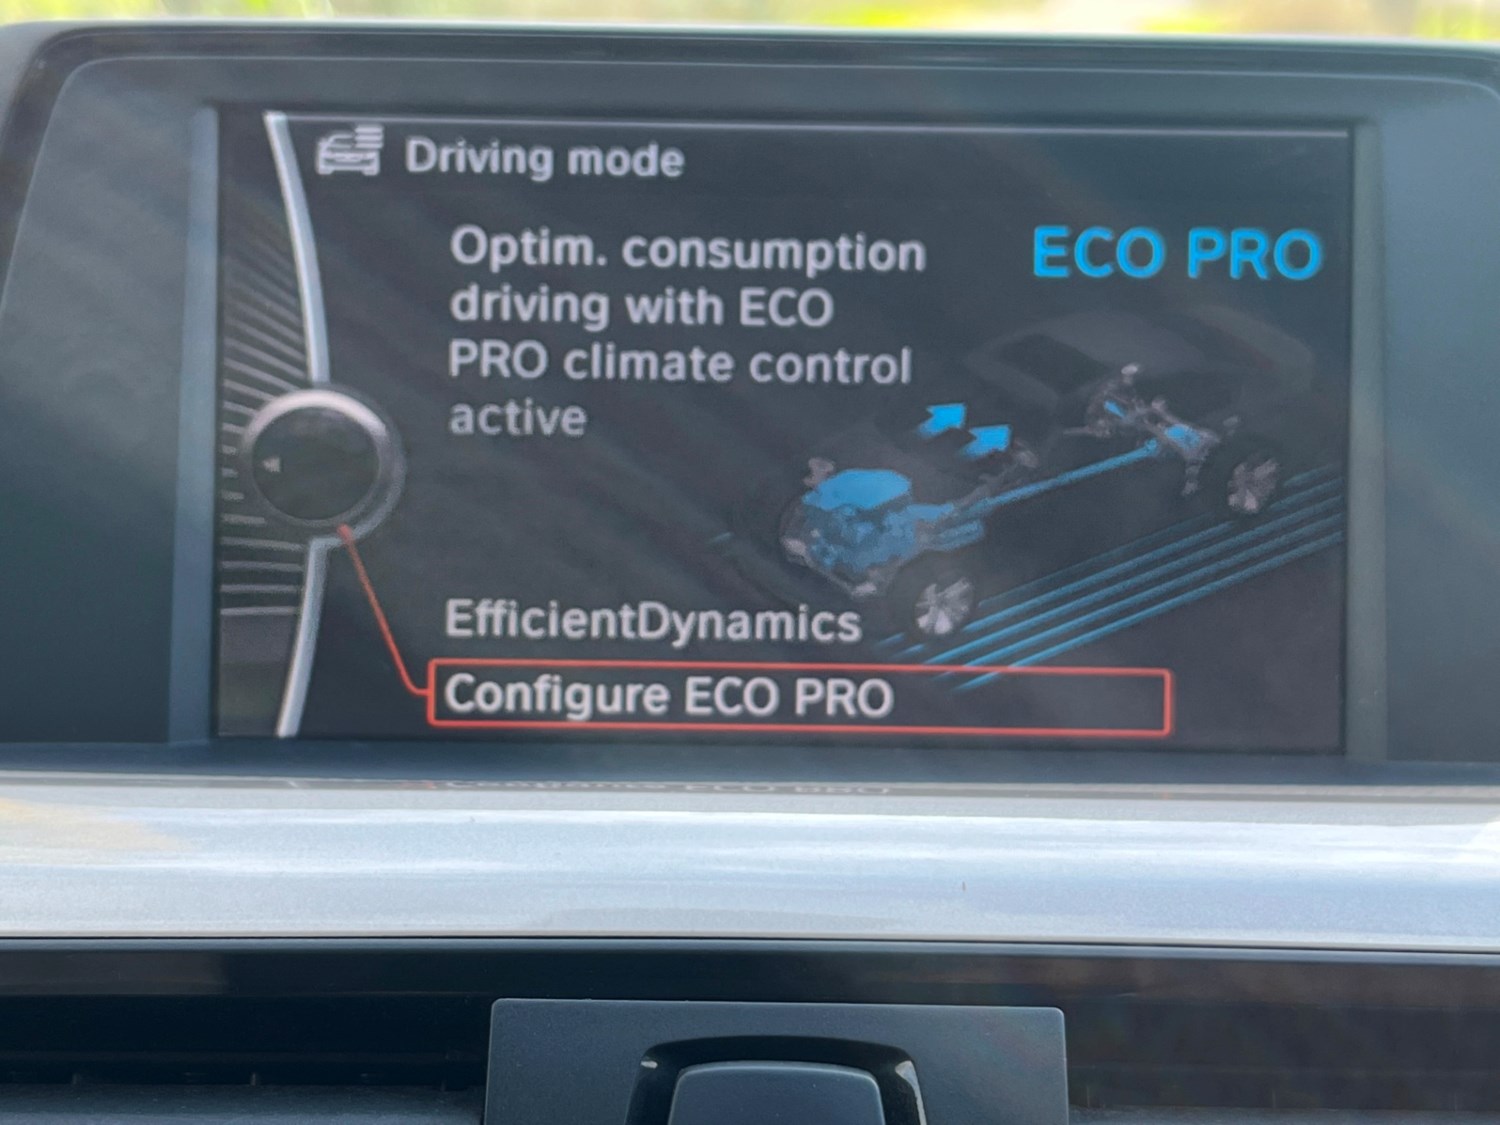 Driving mode
Optim. consumption
ECO PRO
driving with ECO
PRO climate control
active
EfficientDynamics
Configure ECO PRO